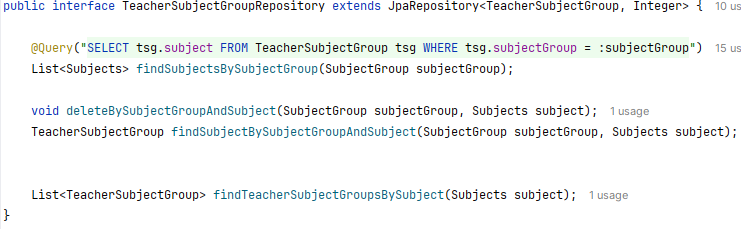 public interface TeacherSubjectGroupRepository extends JpaRepository<TeacherSubjectGroup, Integer> { 10 us
@Query("SELECT tsg.subject FROM TeacherSubjectGroup tsg WHERE tsg.subjectGroup = :subjectGroup") 15 us
List<Subjects> findSubjectsBySubjectGroup(SubjectGroup subjectGroup);
void deleteBySubjectGroupAndSubject(SubjectGroup subjectGroup, Subjects subject); 1 usage
TeacherSubjectGroup findSubjectBySubjectGroupAndSubject(SubjectGroup subjectGroup, Subjects subject);
List<TeacherSubjectGroup> findTeacherSubjectGroupsBySubject(Subjects subject); 1 usage
}